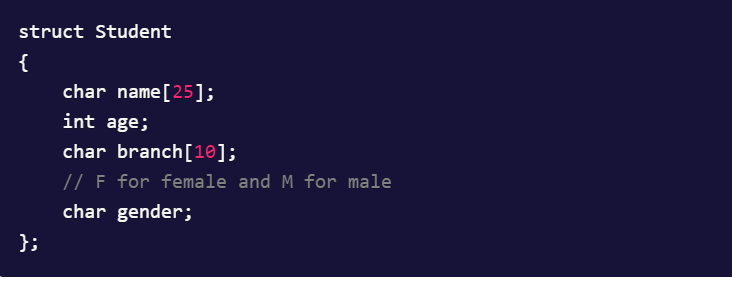 struct Student
{
    char name[25];
    int age;
    char branch[10];
    // F for female and M for male
    char gender;
};